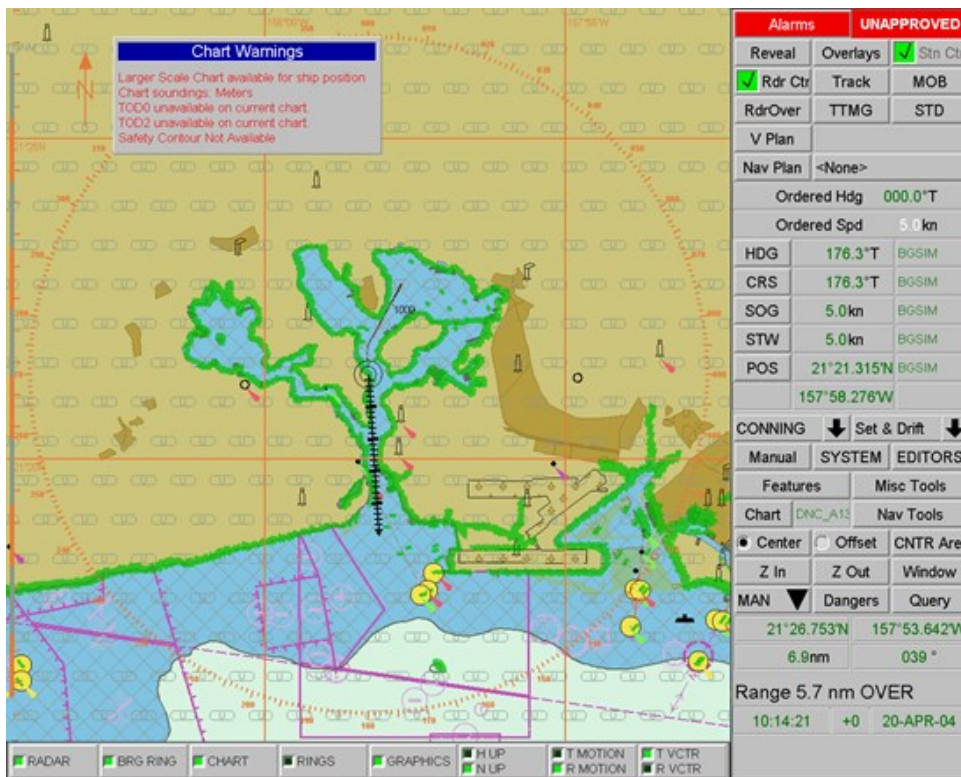 Chart Warnings
Larger Scale Chart available for ship position
Chart soundings: Meters
TOD0 unavailable on current chart.
TOD2 unavailable on current chart.
Safety Contour Not Available
1000
Alarms UNAPPROVED
Reveal Overlays Stn Ct
Rdr Ctr Track MOB
RdrOver TTMG STD
V Plan
Nav Plan <None>
Ordered Hdg 000.0°T
Ordered Spd 5.0 kn
HDG 176.3°T BGSIM
CRS 176.3°T BGSIM
SOG 5.0kn BGSIM
STW 5.0kn BGSIM
POS 21°21.315'N BGSIM
157°58.276'W
CONNING Set & Drift
Manual SYSTEM EDITORS
Features Misc Tools
Chart DNC_A13 Nav Tools
Center Offset CNTR Are
Z In Z Out Window
MAN Dangers Query
21°26.753'N 157°53.642'W
6.9nm 039 °
Range 5.7 nm OVER
10:14:21 +0 20-APR-04
RADAR BRG RING CHART RINGS GRAPHICS H UP T MOTION T VCTR
N UP R MOTION R VCTR